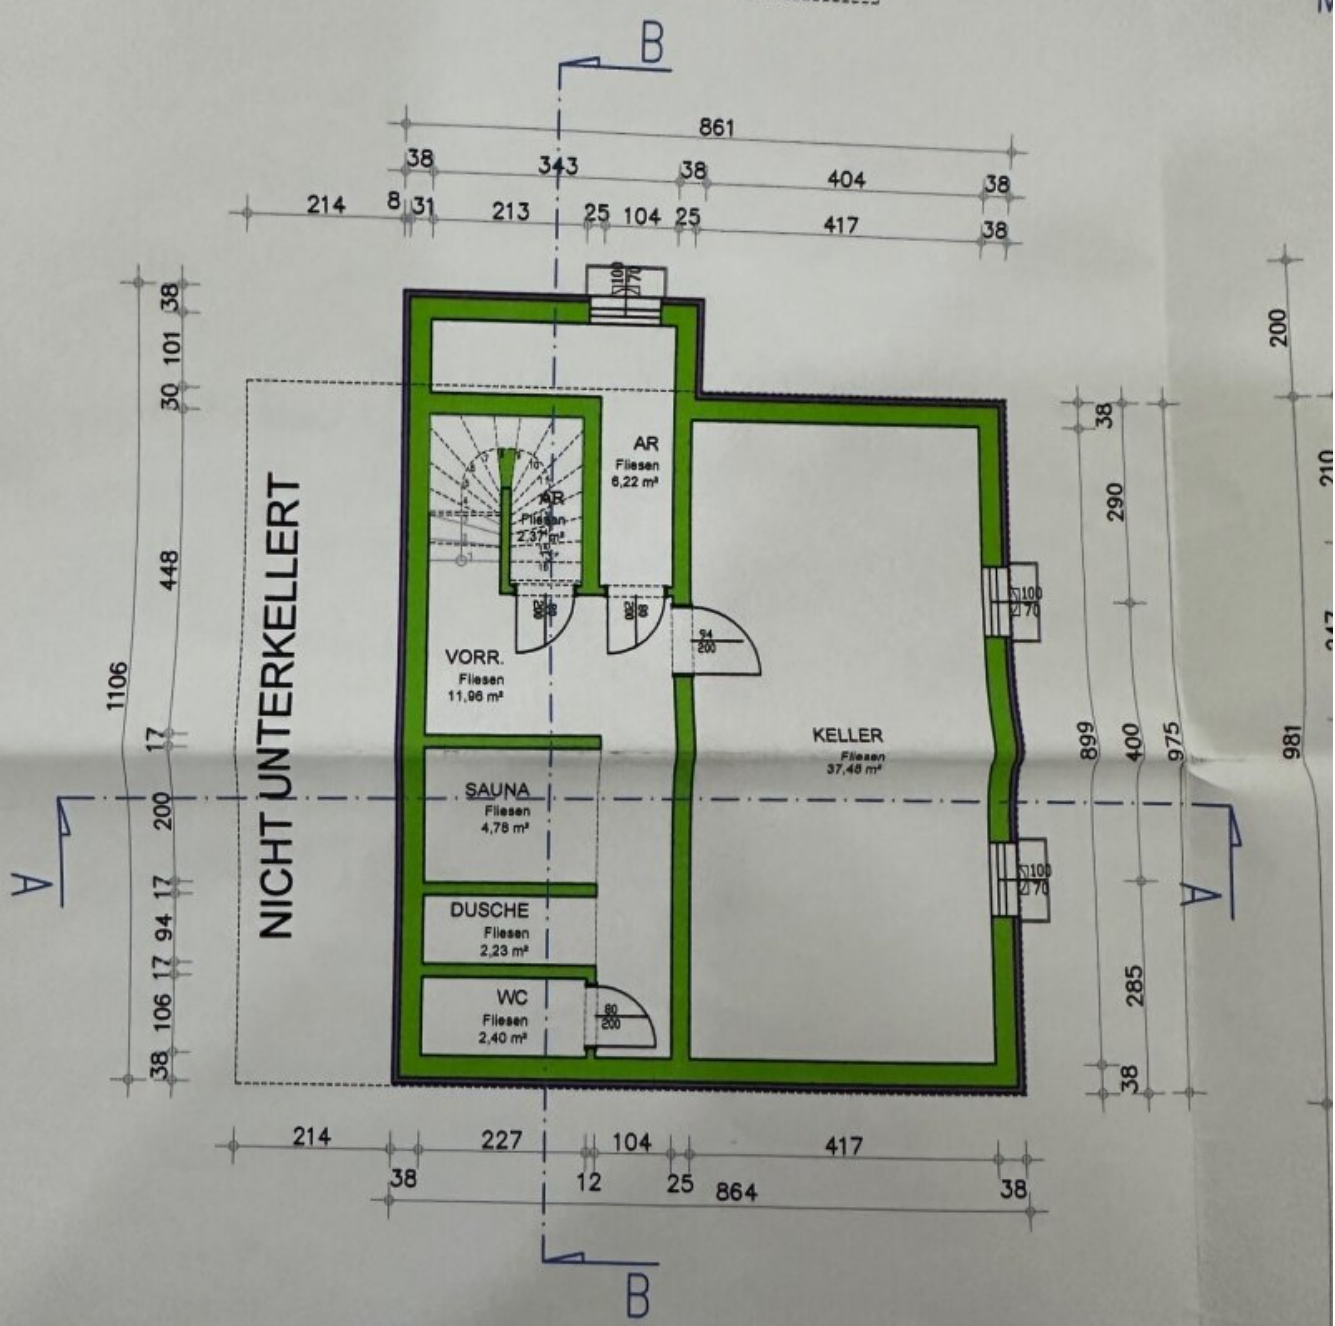 B
861
38 343 38 404 38
214 8 31 213 25 104 25 417 38
100
70
38
101
30
448
1106
17
200
17
94
17
106
38
NICHT UNTERKELLERT
AR
Fliesen
6,22 m²
AR
Fliesen
2,37 m²
80
200
80
200
94
200
VORR.
Fliesen
11,96 m²
KELLER
Fliesen
37,48 m²
SAUNA
Fliesen
4,78 m²
DUSCHE
Fliesen
2,23 m²
WC
Fliesen
2,40 m²
80
200
100
70
100
70
38
290
899
400
975
285
38
200
210
981
A
A
214 227 104 417
38 12 25 864 38
B